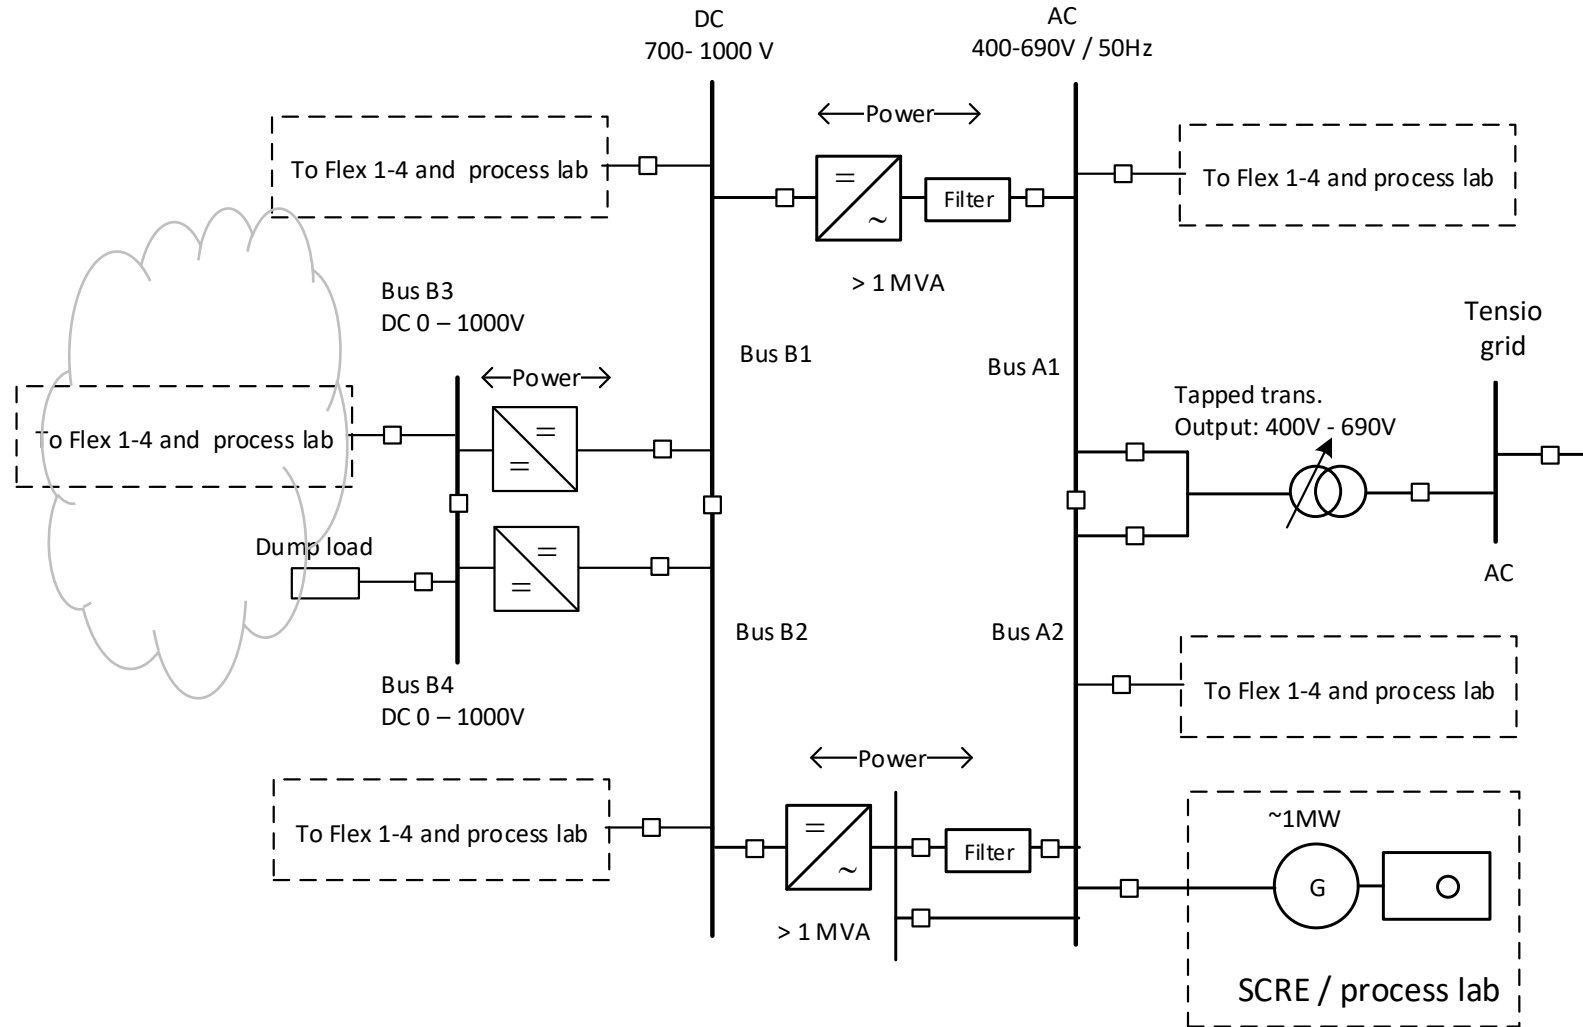 DC
700- 1000 V
AC
400-690V / 50Hz
Power
To Flex 1-4 and process lab
=
~
Filter
To Flex 1-4 and process lab
> 1 MVA
Bus B3
DC 0 – 1000V
Bus B1
Bus A1
Tensio
grid
Power
Tapped trans.
Output: 400V - 690V
To Flex 1-4 and process lab
=
=
Dump load
=
=
AC
Bus B2
Bus A2
Bus B4
DC 0 – 1000V
To Flex 1-4 and process lab
Power
To Flex 1-4 and process lab
=
~
Filter
> 1 MVA
~1MW
G
SCRE / process lab